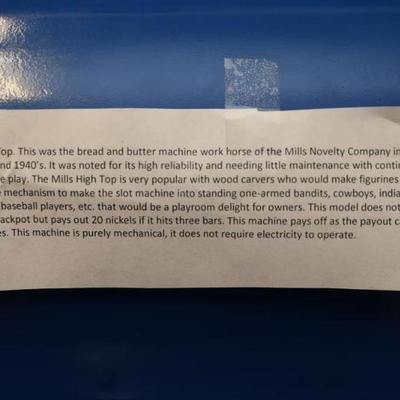 op. This was the bread and butter machine work horse of the Mills Novelty Company in
nd 1940's. It was noted for its high reliability and needing little maintenance with conti
e play. The Mills High Top is very popular with wood carvers who would make figurines
e mechanism to make the slot machine into standing one-armed bandits, cowboys, india
baseball players, etc. that would be a playroom delight for owners. This model does not
ackpot but pays out 20 nickels if it hits three bars. This machine pays off as the payout ca
es. This machine is purely mechanical, it does not require electricity to operate.